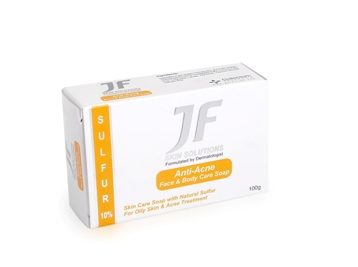 SULFUR
10%
JF
SKIN SOLUTIONS
Formulated by Dermatologist
Anti-Acne
Face & Body Care Soap
Skin Care Soap with Natural Sulfur
For Oily Skin & Acne Treatment
100g